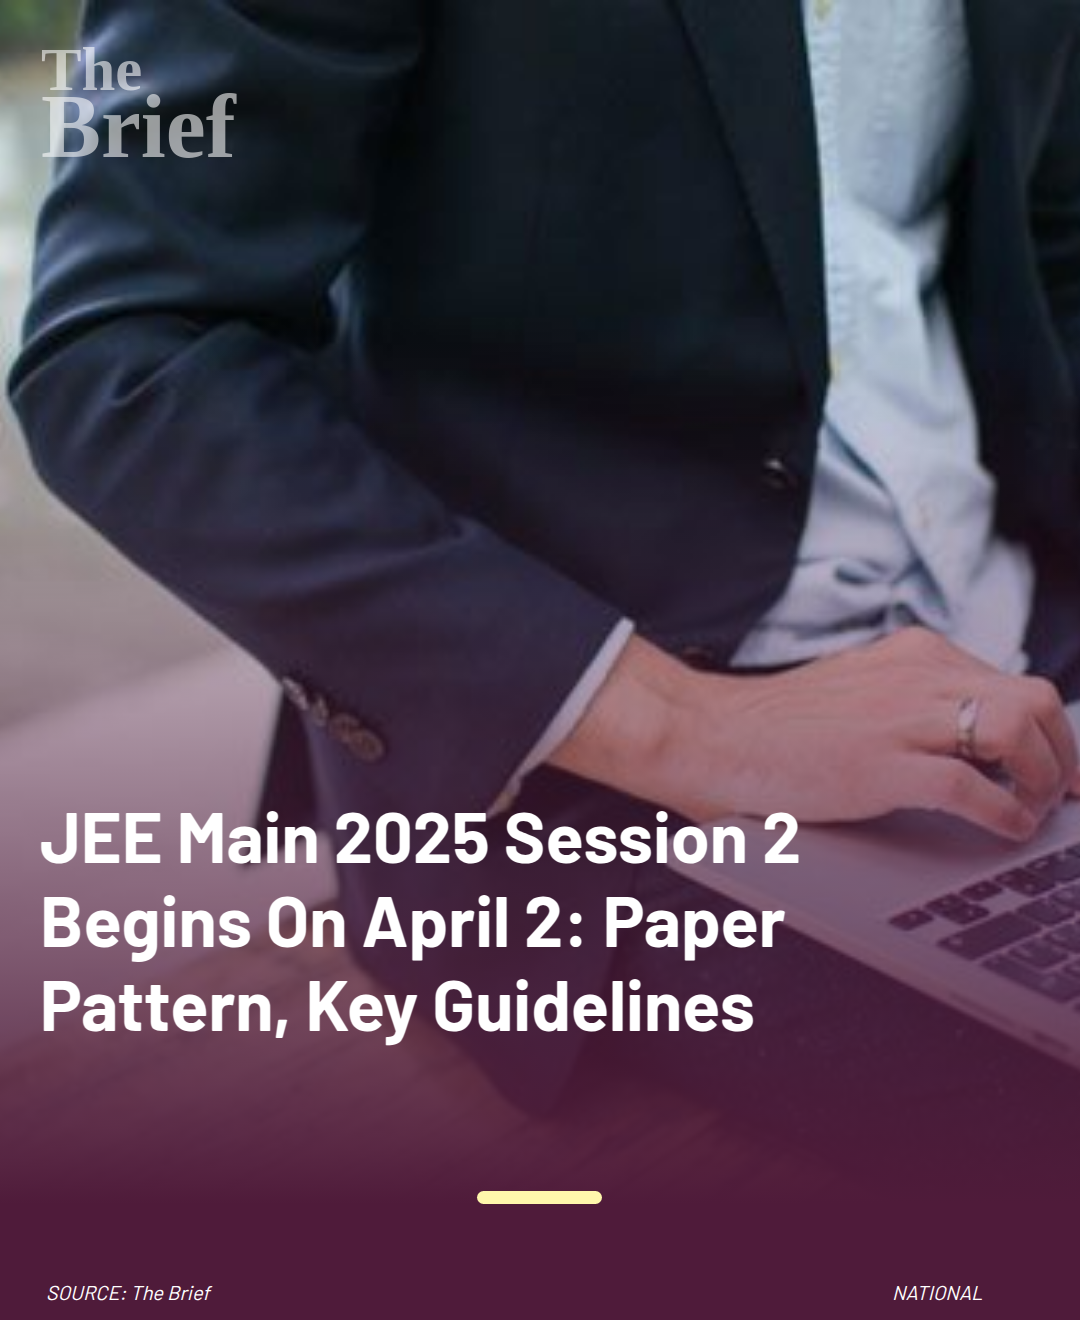 The
Brief
JEE Main 2025 Session 2
Begins On April 2: Paper
Pattern, Key Guidelines
SOURCE: The Brief
NATIONAL